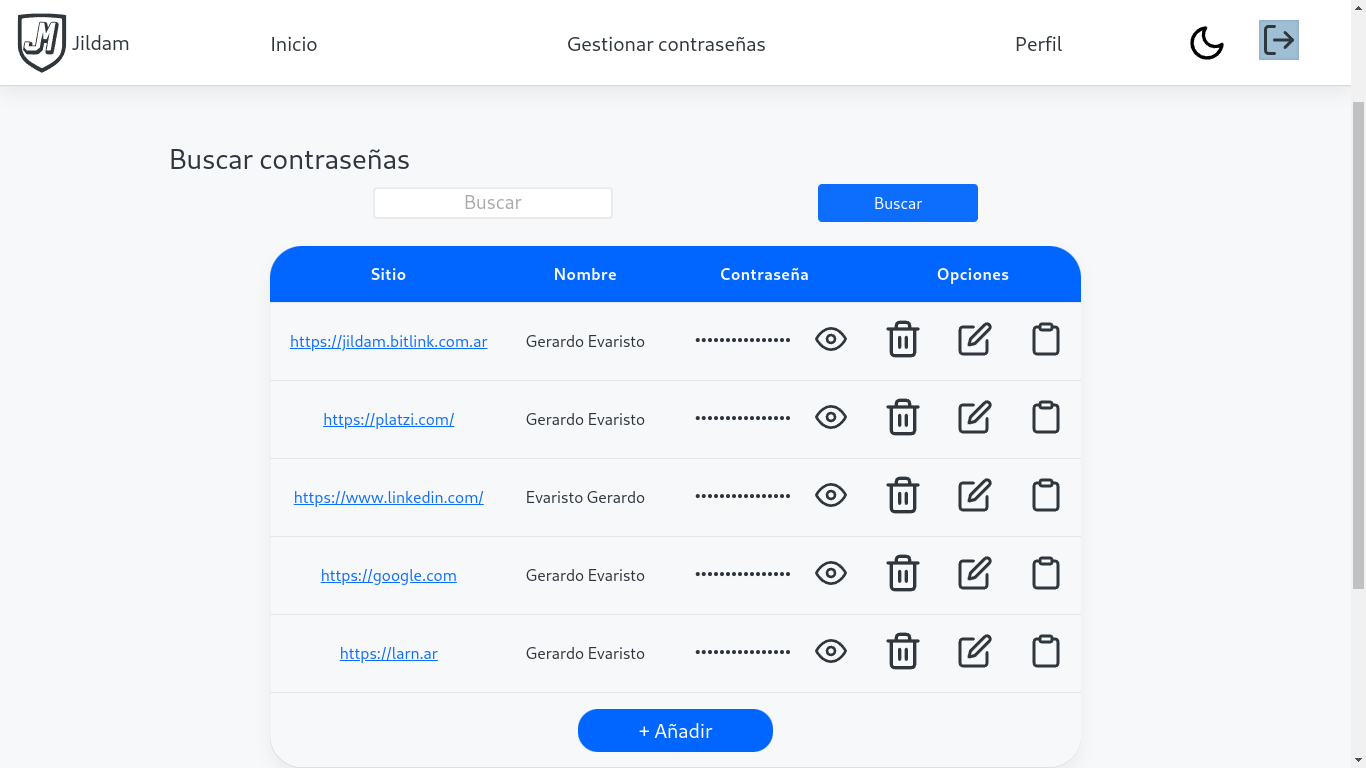 Jildam Inicio Gestionar contraseñas Perfil
Buscar contraseñas
Buscar Buscar
Sitio Nombre Contraseña Opciones
https://jildam.bitlink.com.ar Gerardo Evaristo ••••••••••••••••
https://platzi.com/ Gerardo Evaristo ••••••••••••••••
https://www.linkedin.com/ Evaristo Gerardo ••••••••••••••••
https://google.com Gerardo Evaristo ••••••••••••••••
https://larn.ar Gerardo Evaristo ••••••••••••••••
+ Añadir